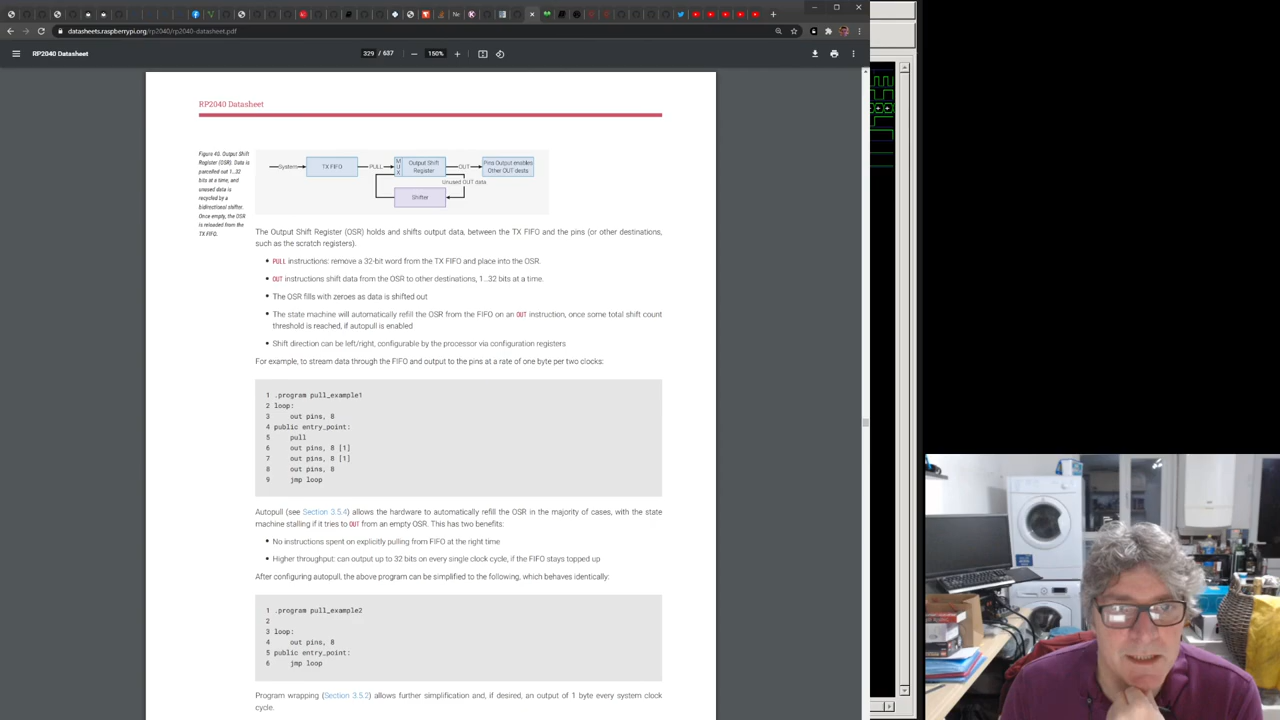 datasheets.raspberrypi.org/rp2040/rp2040-datasheet.pdf
RP2040 Datasheet
329 / 637
150%
RP2040 Datasheet
Figure 40. Output Shift
Register (OSR). Data is
parcelled out 1...32
bits at a time, and
unused data is
recycled by a
bidirectional shifter.
Once empty, the OSR
is reloaded from the
TX FIFO.
System
TX FIFO
PULL
M
U
X
Output Shift
Register
OUT
Pins Output enables
Other OUT dests
Unused OUT data
Shifter
The Output Shift Register (OSR) holds and shifts output data, between the TX FIFO and the pins (or other destinations,
such as the scratch registers).
• PULL instructions: remove a 32-bit word from the TX FIFO and place into the OSR.
• OUT instructions shift data from the OSR to other destinations, 1...32 bits at a time.
• The OSR fills with zeroes as data is shifted out
• The state machine will automatically refill the OSR from the FIFO on an OUT instruction, once some total shift count
threshold is reached, if autopull is enabled
• Shift direction can be left/right, configurable by the processor via configuration registers
For example, to stream data through the FIFO and output to the pins at a rate of one byte per two clocks:
1 .program pull_example1
2 loop:
3 out pins, 8
4 public entry_point:
5 pull
6 out pins, 8 [1]
7 out pins, 8 [1]
8 out pins, 8
9 jmp loop
Autopull (see Section 3.5.4) allows the hardware to automatically refill the OSR in the majority of cases, with the state
machine stalling if it tries to OUT from an empty OSR. This has two benefits:
• No instructions spent on explicitly pulling from FIFO at the right time
• Higher throughput: can output up to 32 bits on every single clock cycle, if the FIFO stays topped up
After configuring autopull, the above program can be simplified to the following, which behaves identically:
1 .program pull_example2
2
3 loop:
4 out pins, 8
5 public entry_point:
6 jmp loop
Program wrapping (Section 3.5.2) allows further simplification and, if desired, an output of 1 byte every system clock
cycle.